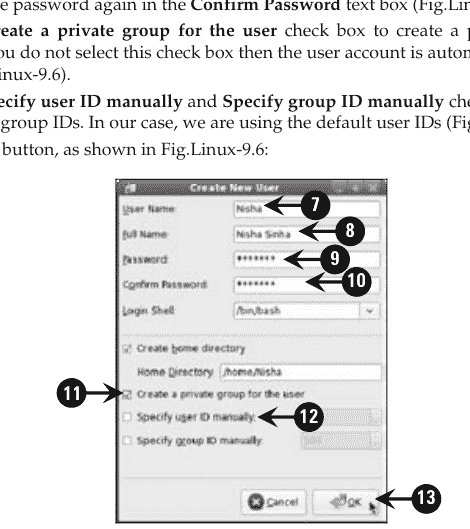 e password again in the Confirm Password text box (Fig.Lin
eate a private group for the user check box to create a p
ou do not select this check box then the user account is autom
inux-9.6).
ecify user ID manually and Specify group ID manually che
group IDs. In our case, we are using the default user IDs (Fig
button, as shown in Fig.Linux-9.6:
Create New User
User Name: Nisha 7
Full Name: Nisha Sinha 8
Password: ******* 9
Confirm Password: ******* 10
Login Shell: /bin/bash
Create home directory
Home Directory: /home/Nisha
11 Create a private group for the user
Specify user ID manually: 12
Specify group ID manually:
Cancel OK 13